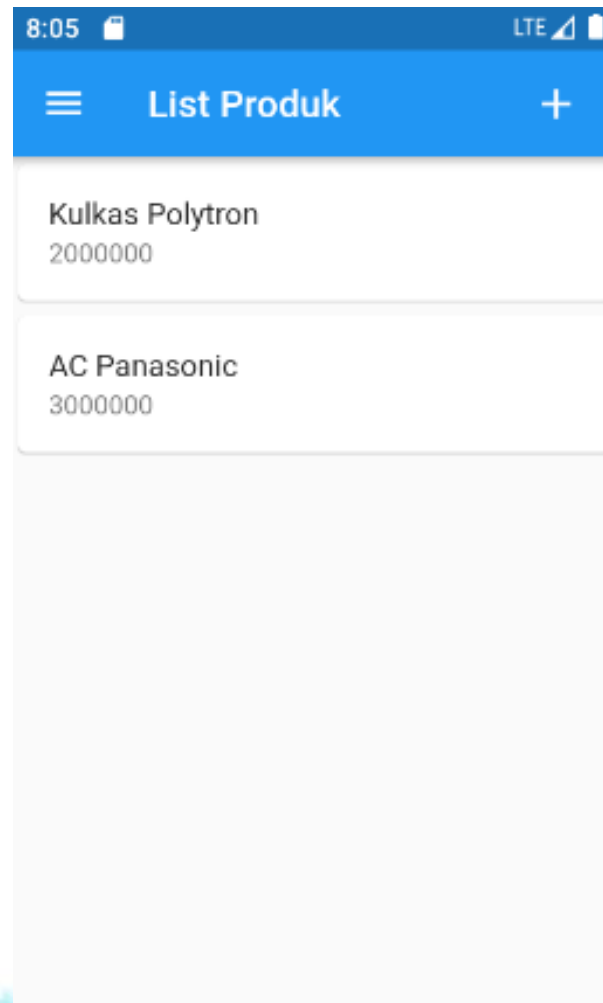 8:05 LTE
List Produk
Kulkas Polytron
2000000
AC Panasonic
3000000